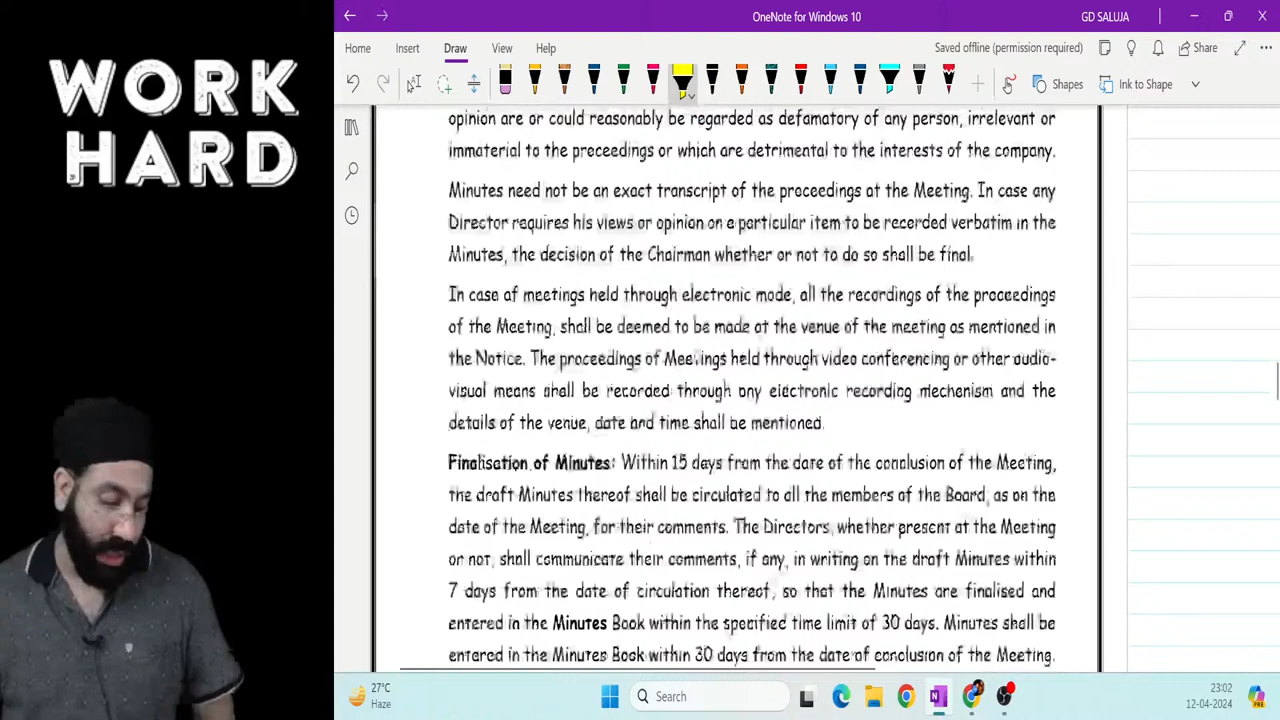 WORK
HARD
OneNote for Windows 10
GD SALUJA
Home
Insert
Draw
View
Help
Saved offline (permission required)
Share
Shapes
Ink to Shape
opinion are or could reasonably be regarded as defamatory of any person, irrelevant or
immaterial to the proceedings or which are detrimental to the interests of the company.
Minutes need not be an exact transcript of the proceedings at the Meeting. In case any
Director requires his views or opinion on a particular item to be recorded verbatim in the
Minutes, the decision of the Chairman whether or not to do so shall be final.
In case of meetings held through electronic mode, all the recordings of the proceedings
of the Meeting, shall be deemed to be made at the venue of the meeting as mentioned in
the Notice. The proceedings of Meetings held through video conferencing or other audio-
visual means shall be recorded through any electronic recording mechanism and the
details of the venue, date and time shall be mentioned.
Finalisation of Minutes: Within 15 days from the date of the conclusion of the Meeting,
the draft Minutes thereof shall be circulated to all the members of the Board, as on the
date of the Meeting, for their comments. The Directors, whether present at the Meeting
or not, shall communicate their comments, if any, in writing on the draft Minutes within
7 days from the date of circulation thereof, so that the Minutes are finalised and
entered in the Minutes Book within the specified time limit of 30 days. Minutes shall be
entered in the Minutes Book within 30 days from the date of conclusion of the Meeting.
27°C
Haze
Search
23:02
12-04-2024